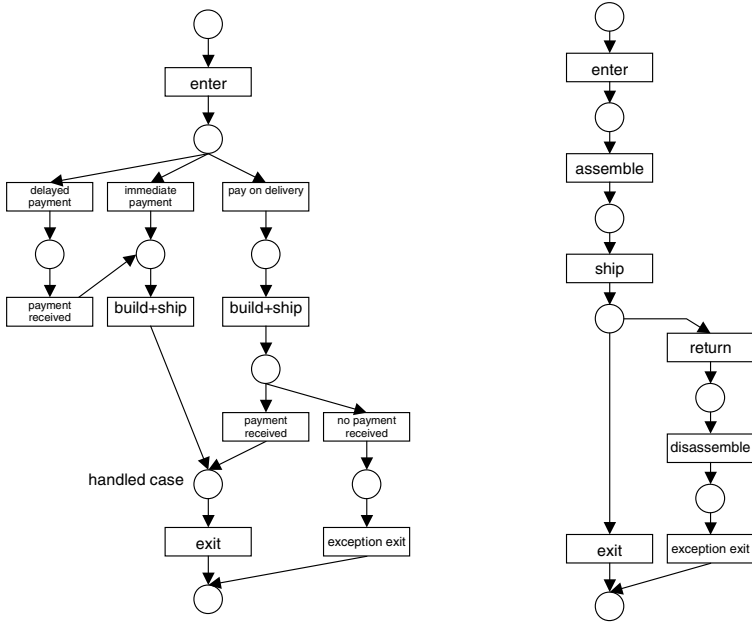 enter
delayed
payment
immediate
payment
pay on delivery
payment
received
build+ship
build+ship
payment
received
no payment
received
handled case
exit
exception exit
enter
assemble
ship
return
disassemble
exit
exception exit